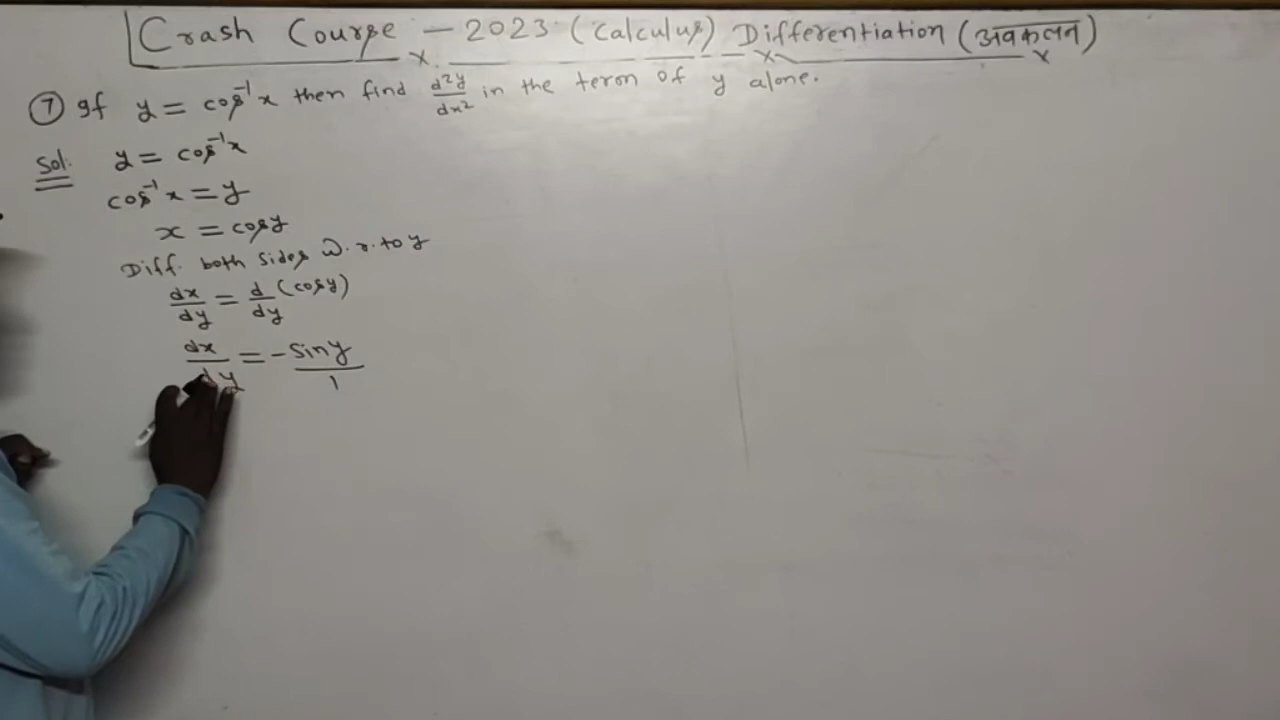 Crash Course - 2023 (Calculus) Differentiation (अवकलन)
⑦ If y = cos⁻¹x then find d²y/dx² in the term of y alone.
Sol. y = cos⁻¹x
cos⁻¹x = y
x = cosy
Diff. both sides w.r.to y
dx/dy = d/dy (cosy)
dx/dy = -siny/1